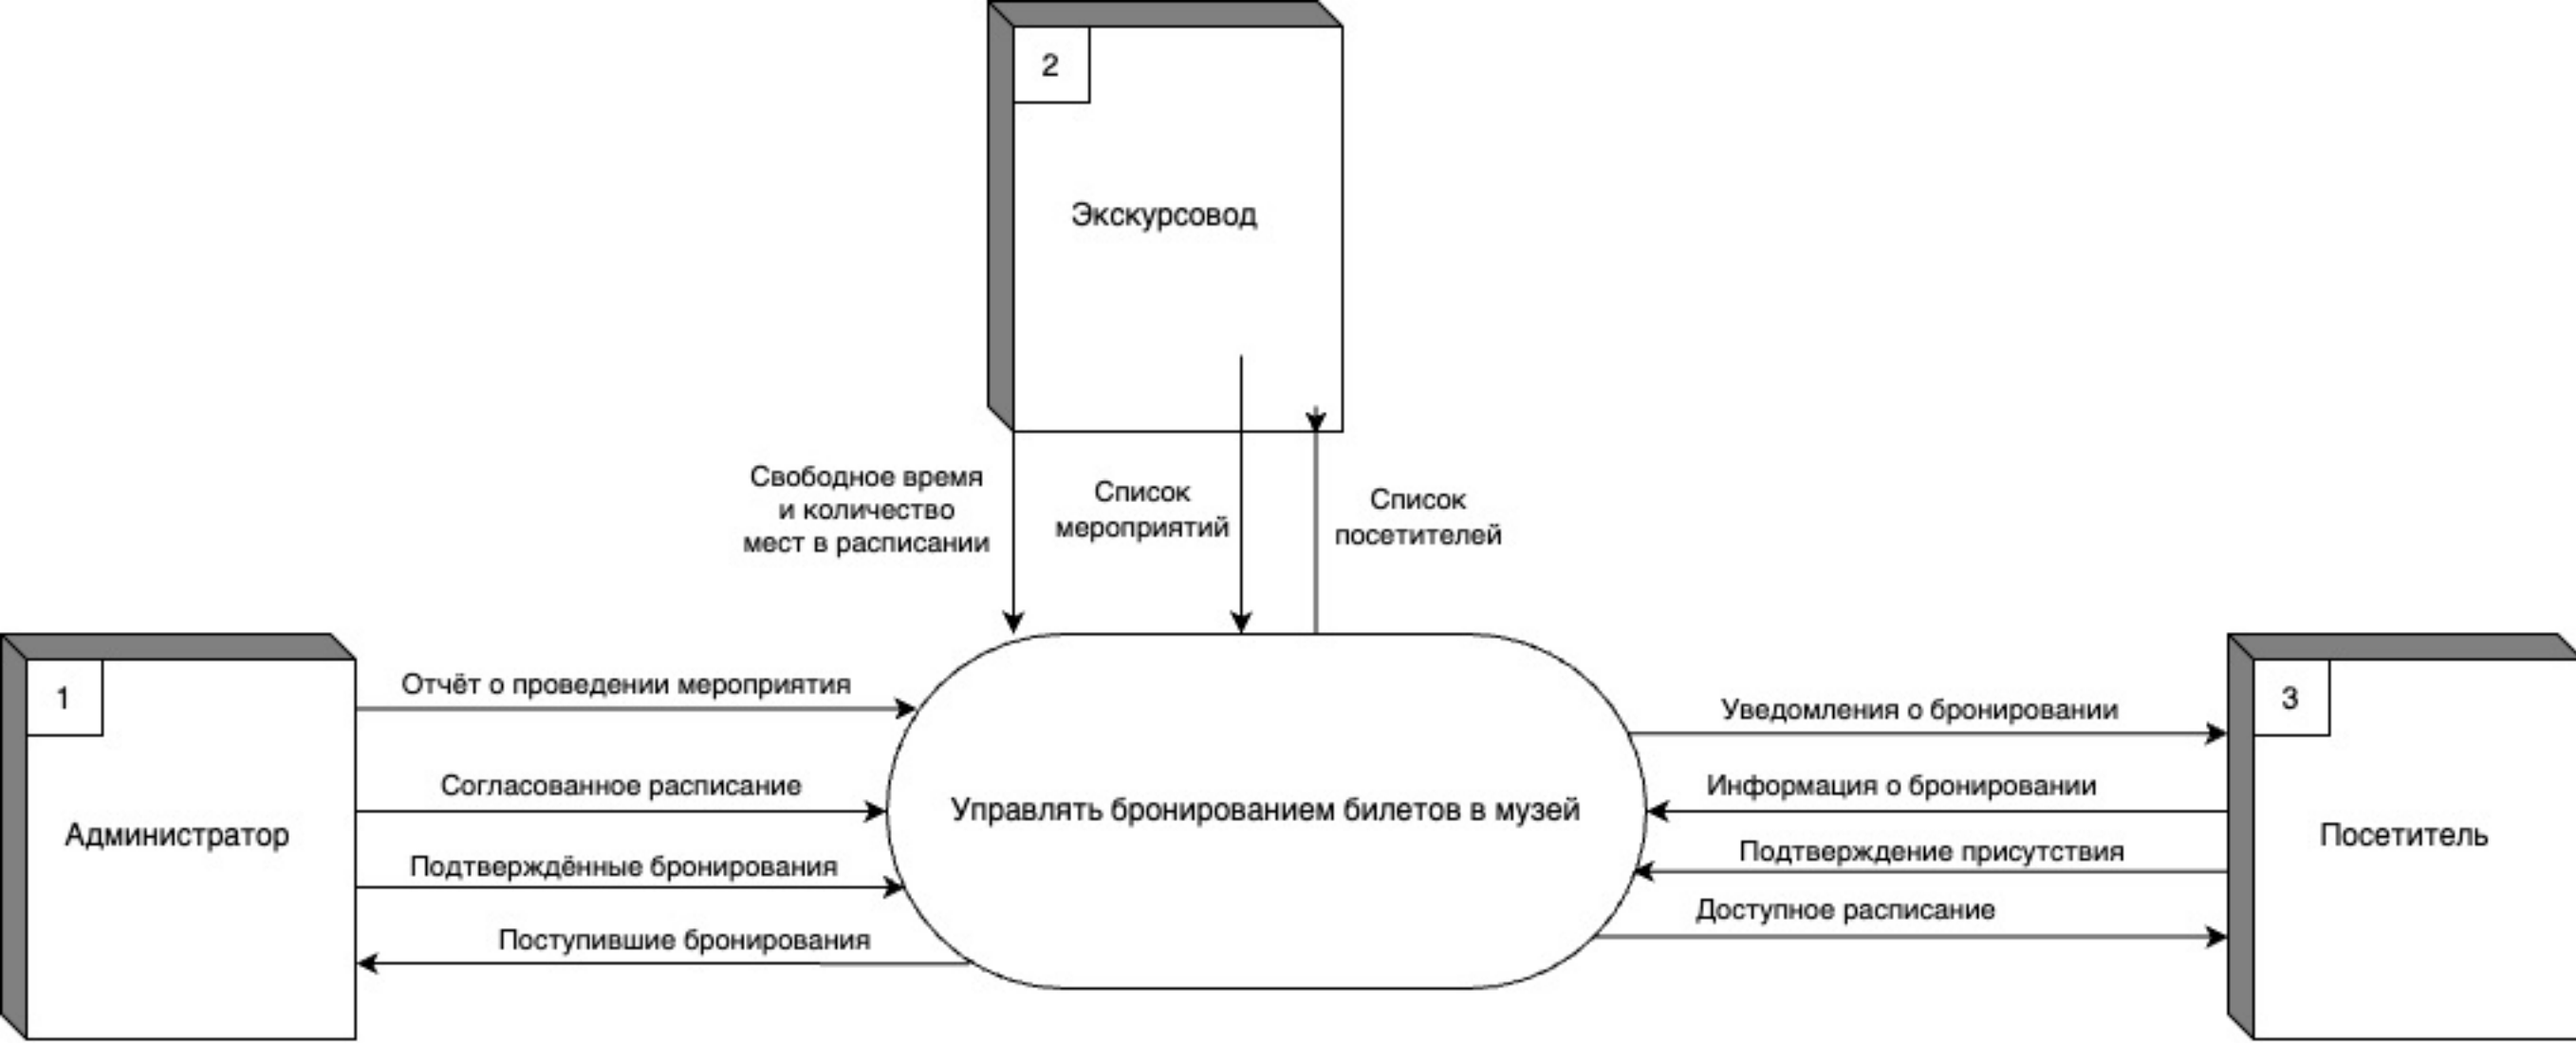 2
Экскурсовод
Свободное время
и количество
мест в расписании
Список
мероприятий
Список
посетителей
1
Администратор
Отчёт о проведении мероприятия
Согласованное расписание
Подтверждённые бронирования
Поступившие бронирования
Управлять бронированием билетов в музей
Уведомления о бронировании
Информация о бронировании
Подтверждение присутствия
Доступное расписание
3
Посетитель